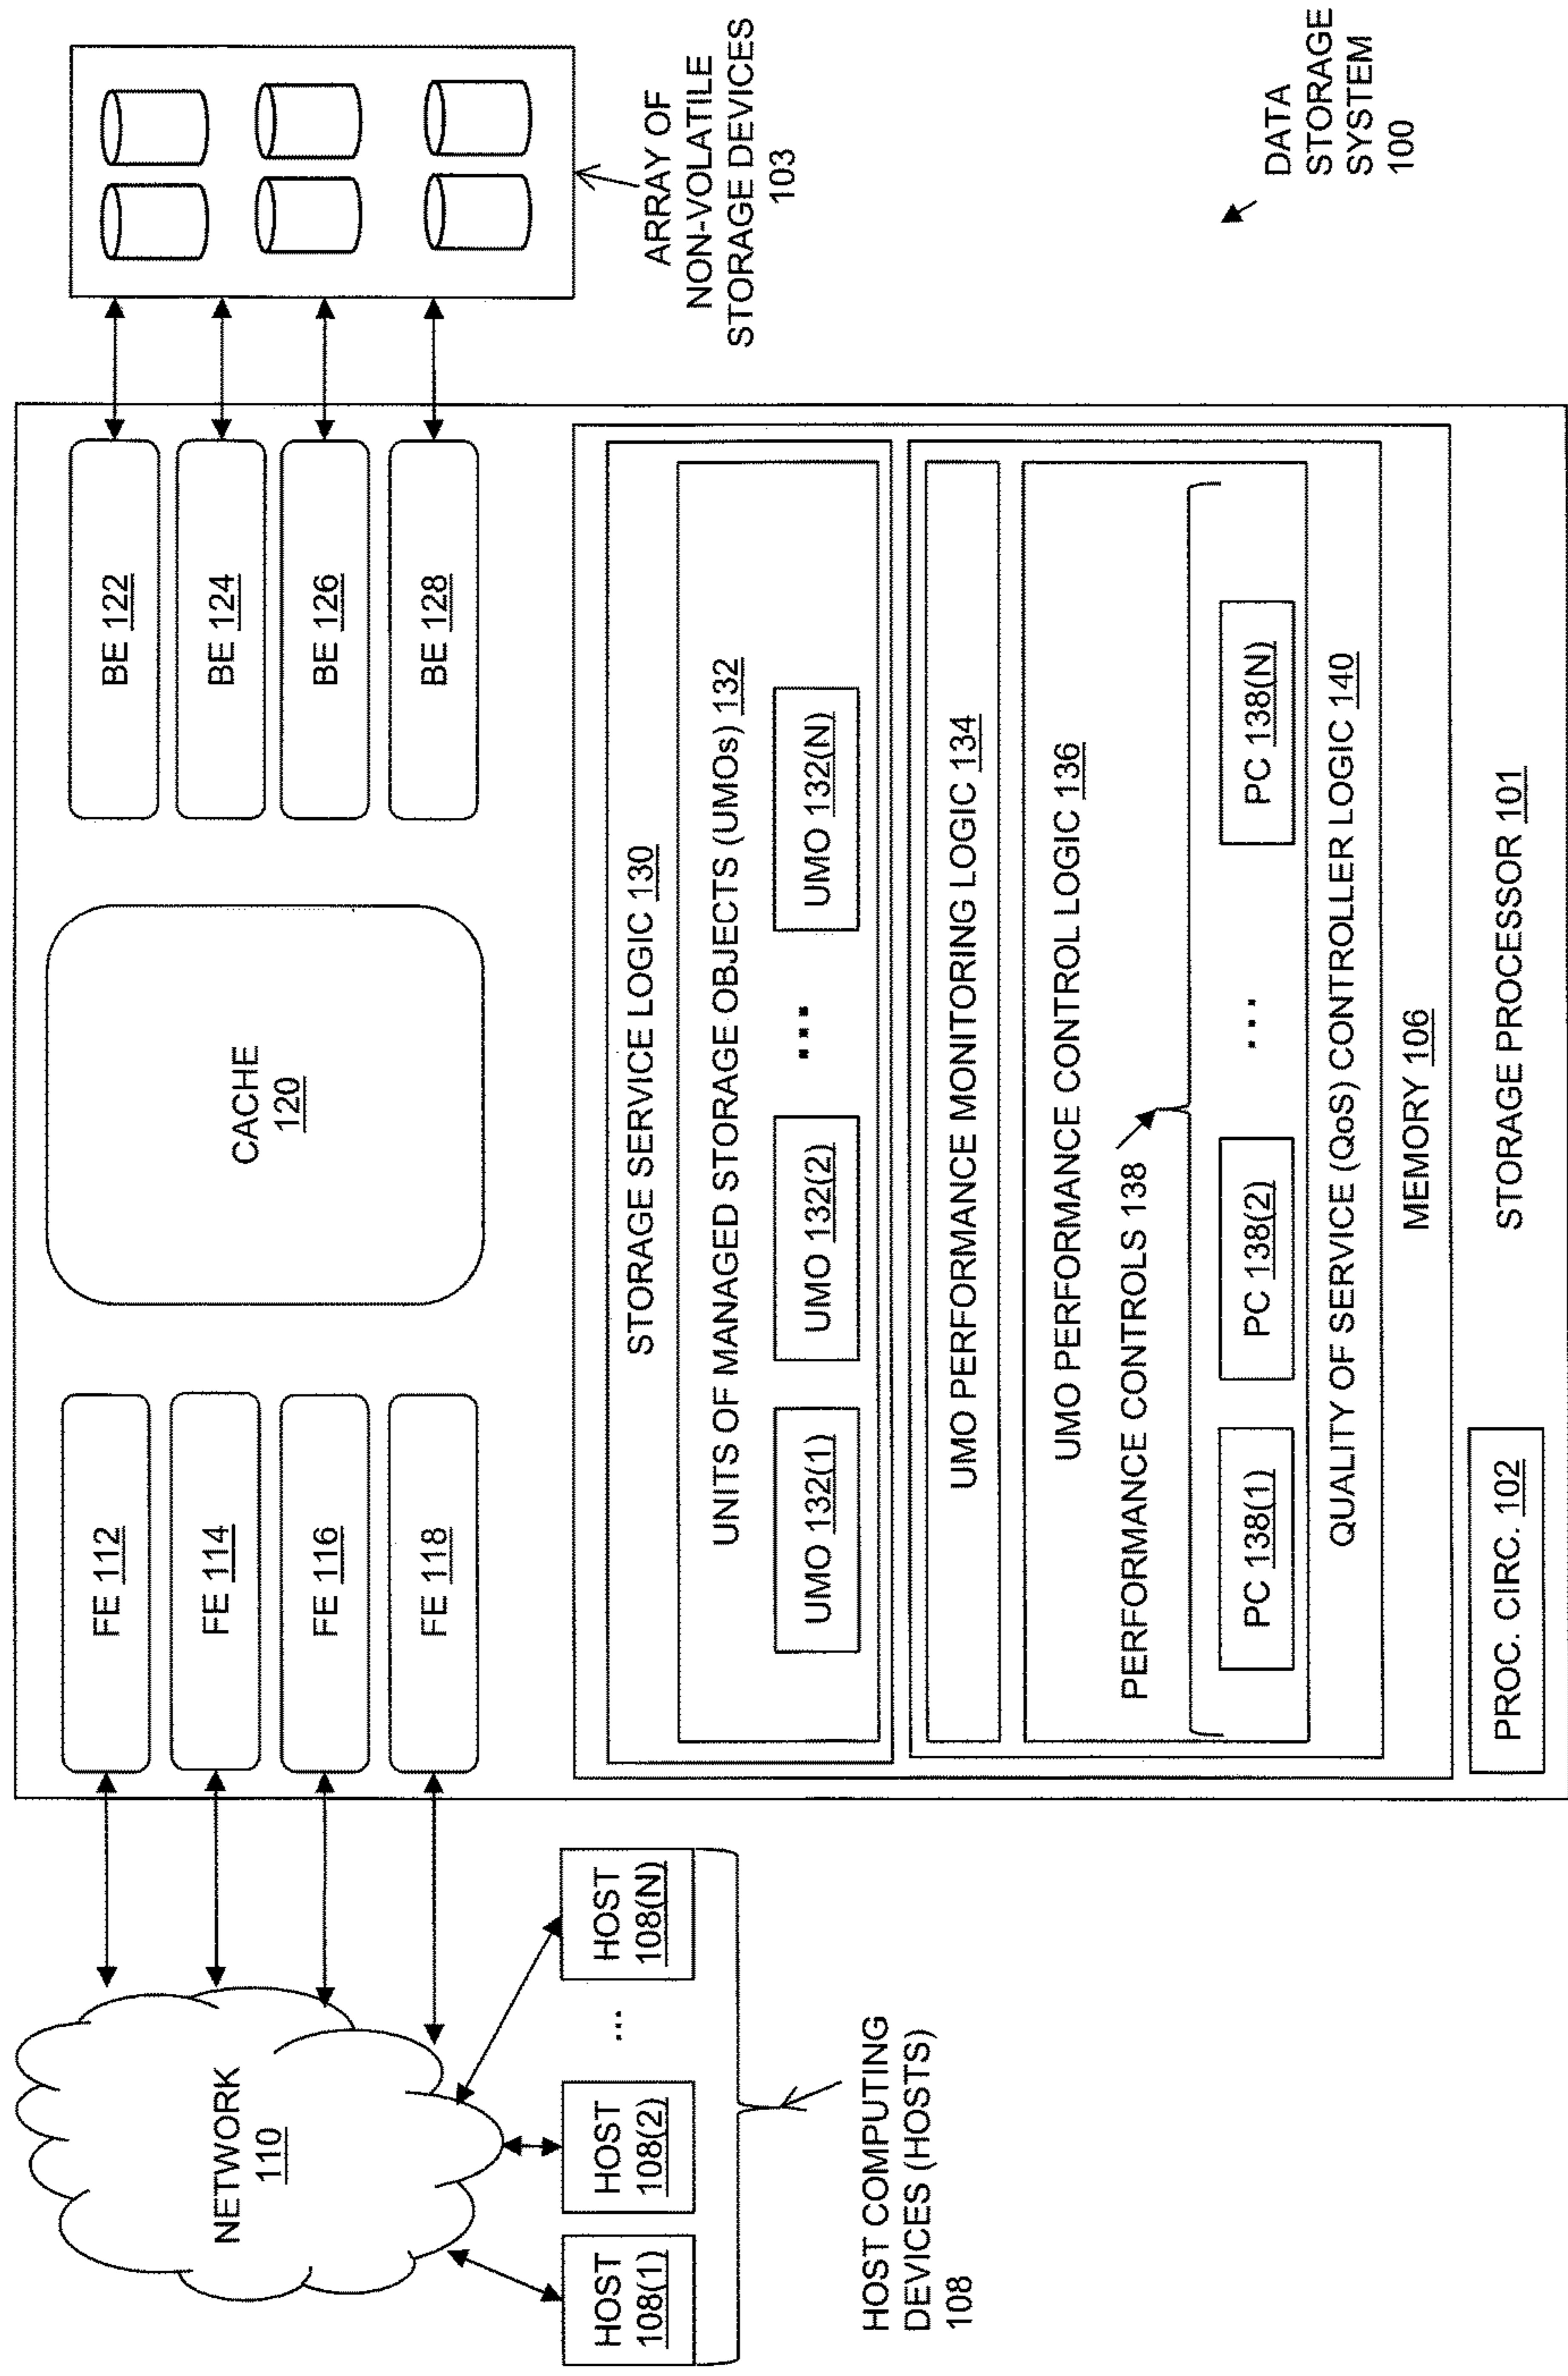 NETWORK
110
HOST
108(1)
HOST
108(2)
...
HOST
108(N)
HOST COMPUTING
DEVICES (HOSTS)
108
FE 112
FE 114
FE 116
FE 118
CACHE
120
BE 122
BE 124
BE 126
BE 128
STORAGE SERVICE LOGIC 130
UNITS OF MANAGED STORAGE OBJECTS (UMOs) 132
UMO 132(1)
UMO 132(2)
...
UMO 132(N)
UMO PERFORMANCE MONITORING LOGIC 134
UMO PERFORMANCE CONTROL LOGIC 136
PERFORMANCE CONTROLS 138
PC 138(1)
PC 138(2)
...
PC 138(N)
QUALITY OF SERVICE (QoS) CONTROLLER LOGIC 140
MEMORY 106
PROC. CIRC. 102
STORAGE PROCESSOR 101
ARRAY OF
NON-VOLATILE
STORAGE DEVICES
103
DATA
STORAGE
SYSTEM
100